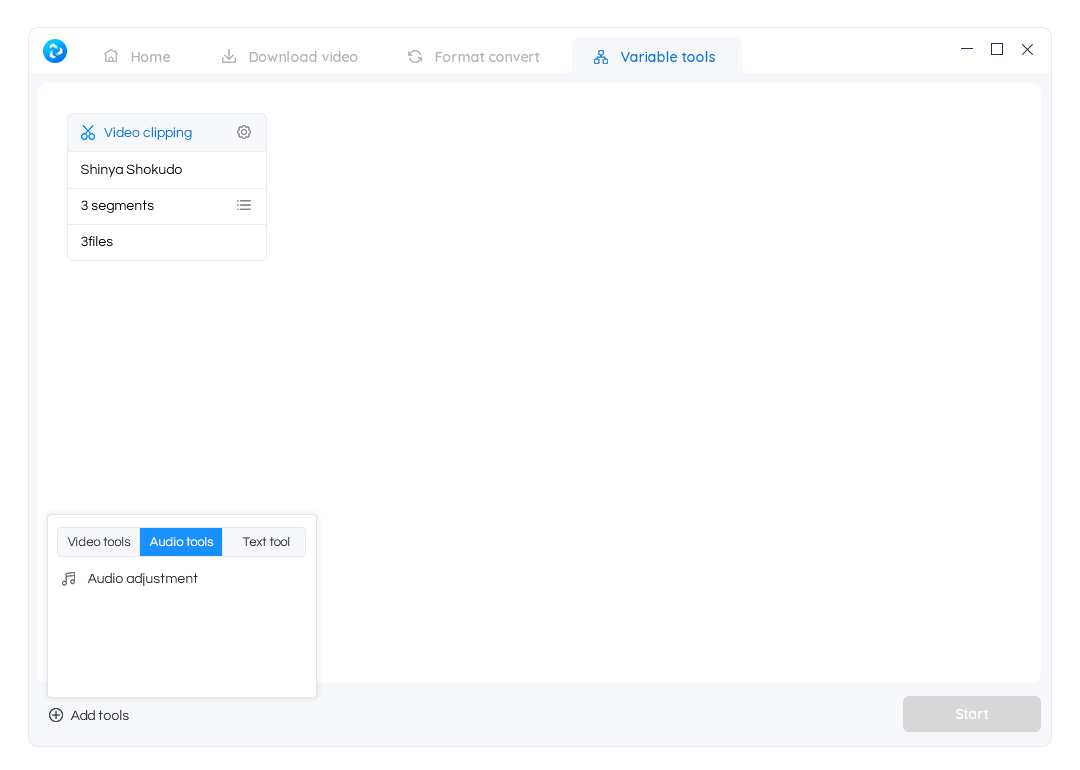 Home
Download video
Format convert
Variable tools
Video clipping
Shinya Shokudo
3 segments
3files
Video tools
Audio tools
Text tool
Audio adjustment
Add tools
Start